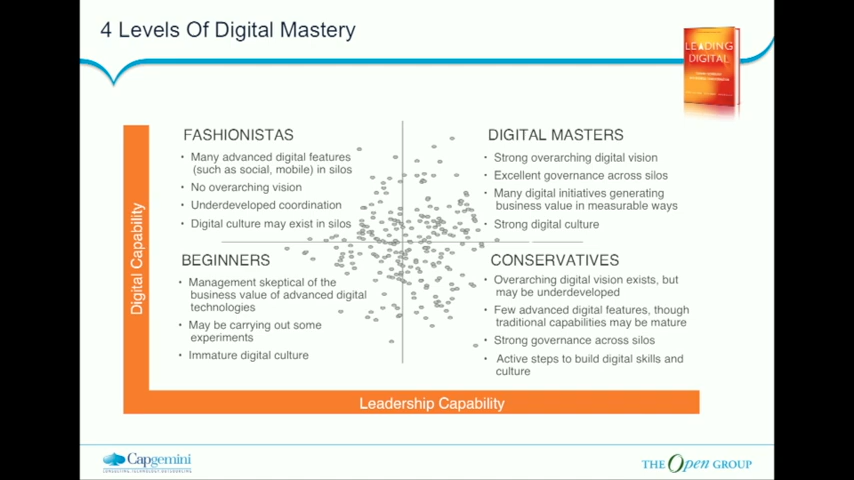 4 Levels Of Digital Mastery
LEADING
DIGITAL
FASHIONISTAS
• Many advanced digital features
(such as social, mobile) in silos
• No overarching vision
• Underdeveloped coordination
• Digital culture may exist in silos
DIGITAL MASTERS
• Strong overarching digital vision
• Excellent governance across silos
• Many digital initiatives generating
business value in measurable ways
• Strong digital culture
BEGINNERS
• Management skeptical of the
business value of advanced digital
technologies
• May be carrying out some
experiments
• Immature digital culture
CONSERVATIVES
• Overarching digital vision exists, but
may be underdeveloped
• Few advanced digital features, though
traditional capabilities may be mature
• Strong governance across silos
• Active steps to build digital skills and
culture
Digital Capability
Leadership Capability
Capgemini
CONSULTING.TECHNOLOGY.OUTSOURCING
THE Open GROUP